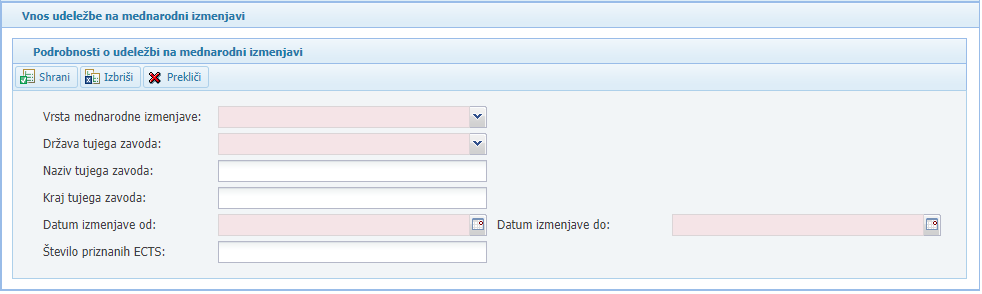 Vnos udeležbe na mednarodni izmenjavi
Podrobnosti o udeležbi na mednarodni izmenjavi
Shrani Izbriši Prekliči
Vrsta mednarodne izmenjave:
Država tujega zavoda:
Naziv tujega zavoda:
Kraj tujega zavoda:
Datum izmenjave od: Datum izmenjave do:
Število priznanih ECTS: